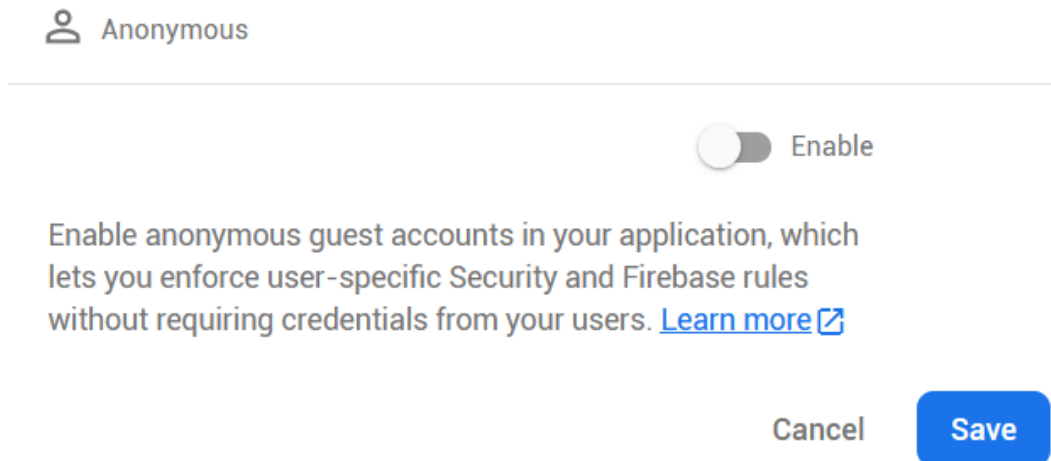 Anonymous
Enable
Enable anonymous guest accounts in your application, which
lets you enforce user-specific Security and Firebase rules
without requiring credentials from your users. Learn more
Cancel
Save